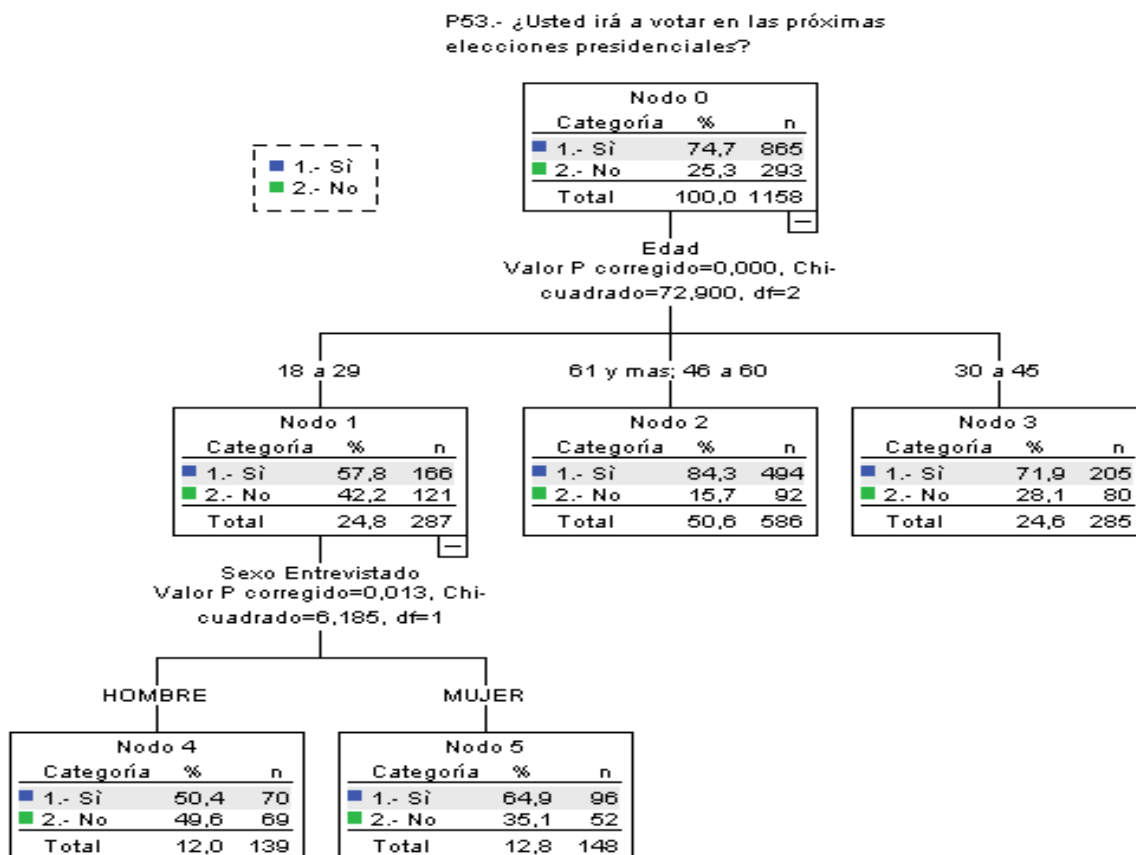 P53.- ¿Usted irá a votar en las próximas
elecciones presidenciales?
1.- Sì
2.- No
Nodo 0
Categoría % n
1.- Sì 74,7 865
2.- No 25,3 293
Total 100,0 1158
Edad
Valor P corregido=0,000, Chi-
cuadrado=72,900, df=2
18 a 29
61 y mas; 46 a 60
30 a 45
Nodo 1
Categoría % n
1.- Sì 57,8 166
2.- No 42,2 121
Total 24,8 287
Nodo 2
Categoría % n
1.- Sì 84,3 494
2.- No 15,7 92
Total 50,6 586
Nodo 3
Categoría % n
1.- Sì 71,9 205
2.- No 28,1 80
Total 24,6 285
Sexo Entrevistado
Valor P corregido=0,013, Chi-
cuadrado=6,185, df=1
HOMBRE
MUJER
Nodo 4
Categoría % n
1.- Sì 50,4 70
2.- No 49,6 69
Total 12,0 139
Nodo 5
Categoría % n
1.- Sì 64,9 96
2.- No 35,1 52
Total 12,8 148